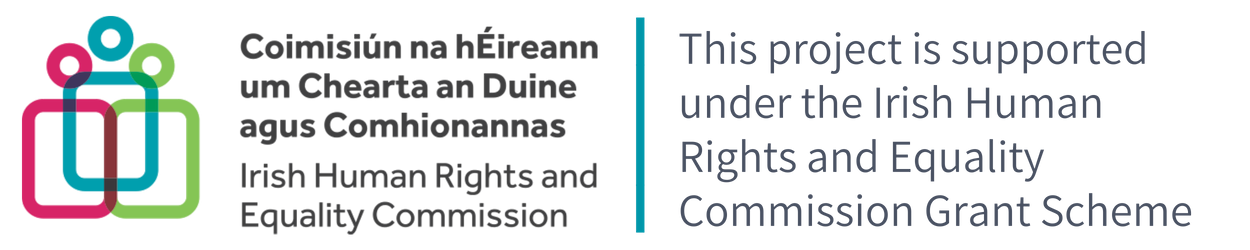 Coimisiún na hÉireann
um Chearta an Duine
agus Comhionannas
Irish Human Rights and
Equality Commission
This project is supported
under the Irish Human
Rights and Equality
Commission Grant Scheme